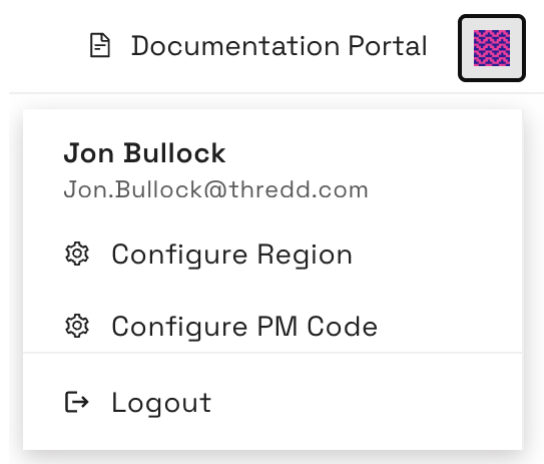 Documentation Portal
Jon Bullock
Jon.Bullock@thredd.com
Configure Region
Configure PM Code
Logout